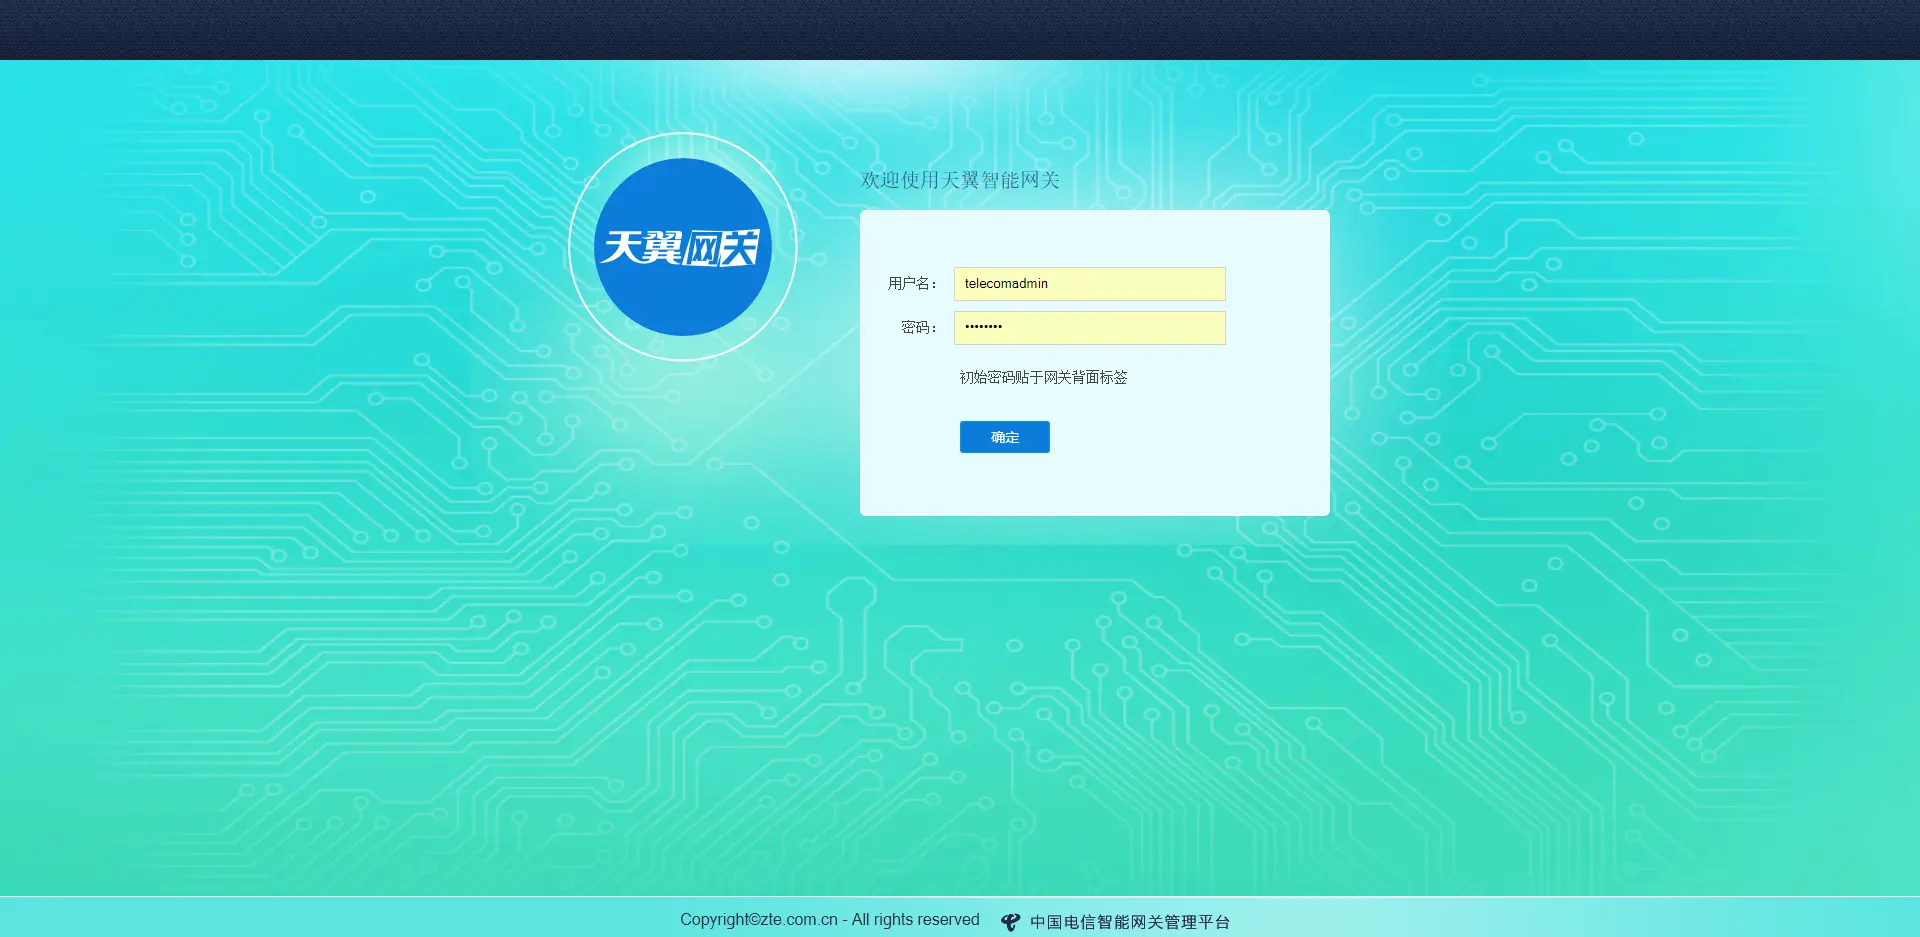 天翼网关
欢迎使用天翼智能网关
用户名： telecomadmin
密码： ••••••••
初始密码贴于网关背面标签
确定
Copyright©zte.com.cn - All rights reserved 中国电信智能网关管理平台